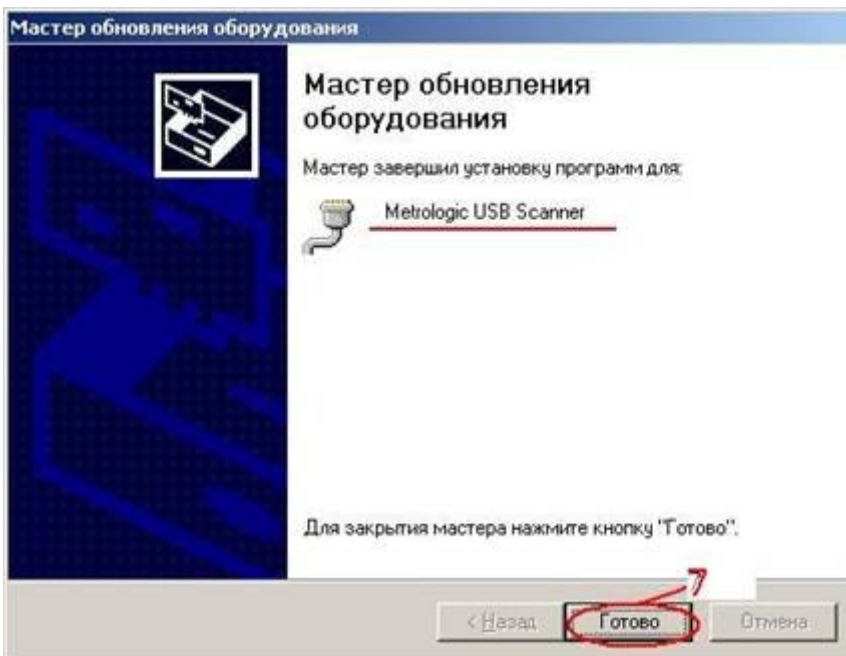 Мастер обновления оборудования
Мастер обновления
оборудования
Мастер завершил установку программ для:
Metrologic USB Scanner
Для закрытия мастера нажмите кнопку "Готово".
7
< Назад
Готово
Отмена